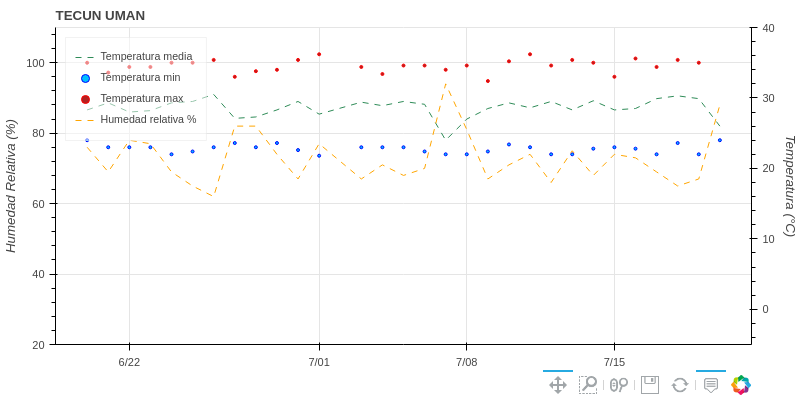 TECUN UMAN
Temperatura media
Temperatura min
Temperatura max
Humedad relativa %
Humedad Relativa (%)
100
80
60
40
20
Temperatura (°C)
40
30
20
10
0
6/22
7/01
7/08
7/15